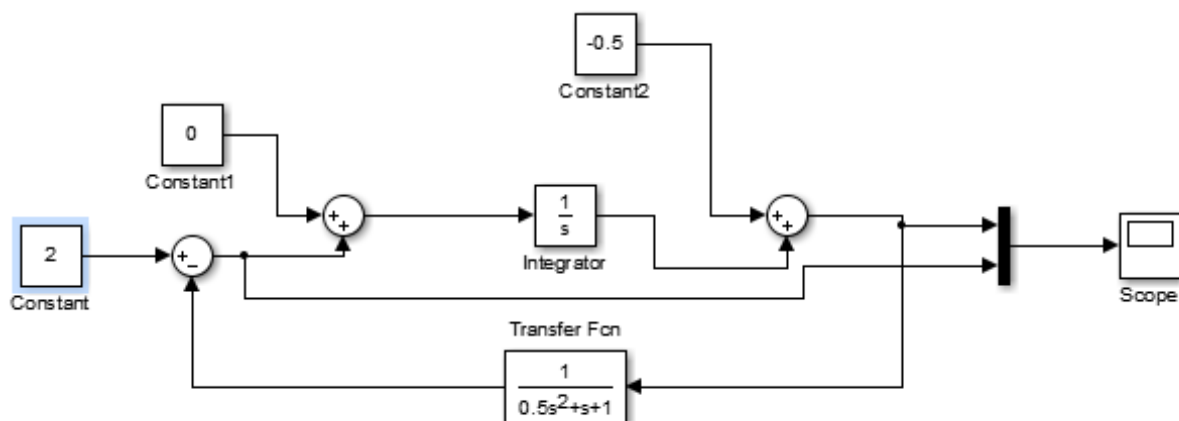 -0.5
Constant2
0
Constant1
+
+
1
s
Integrator
+
+
2
Constant
+
−
Scope
Transfer Fcn
1
0.5s²+s+1